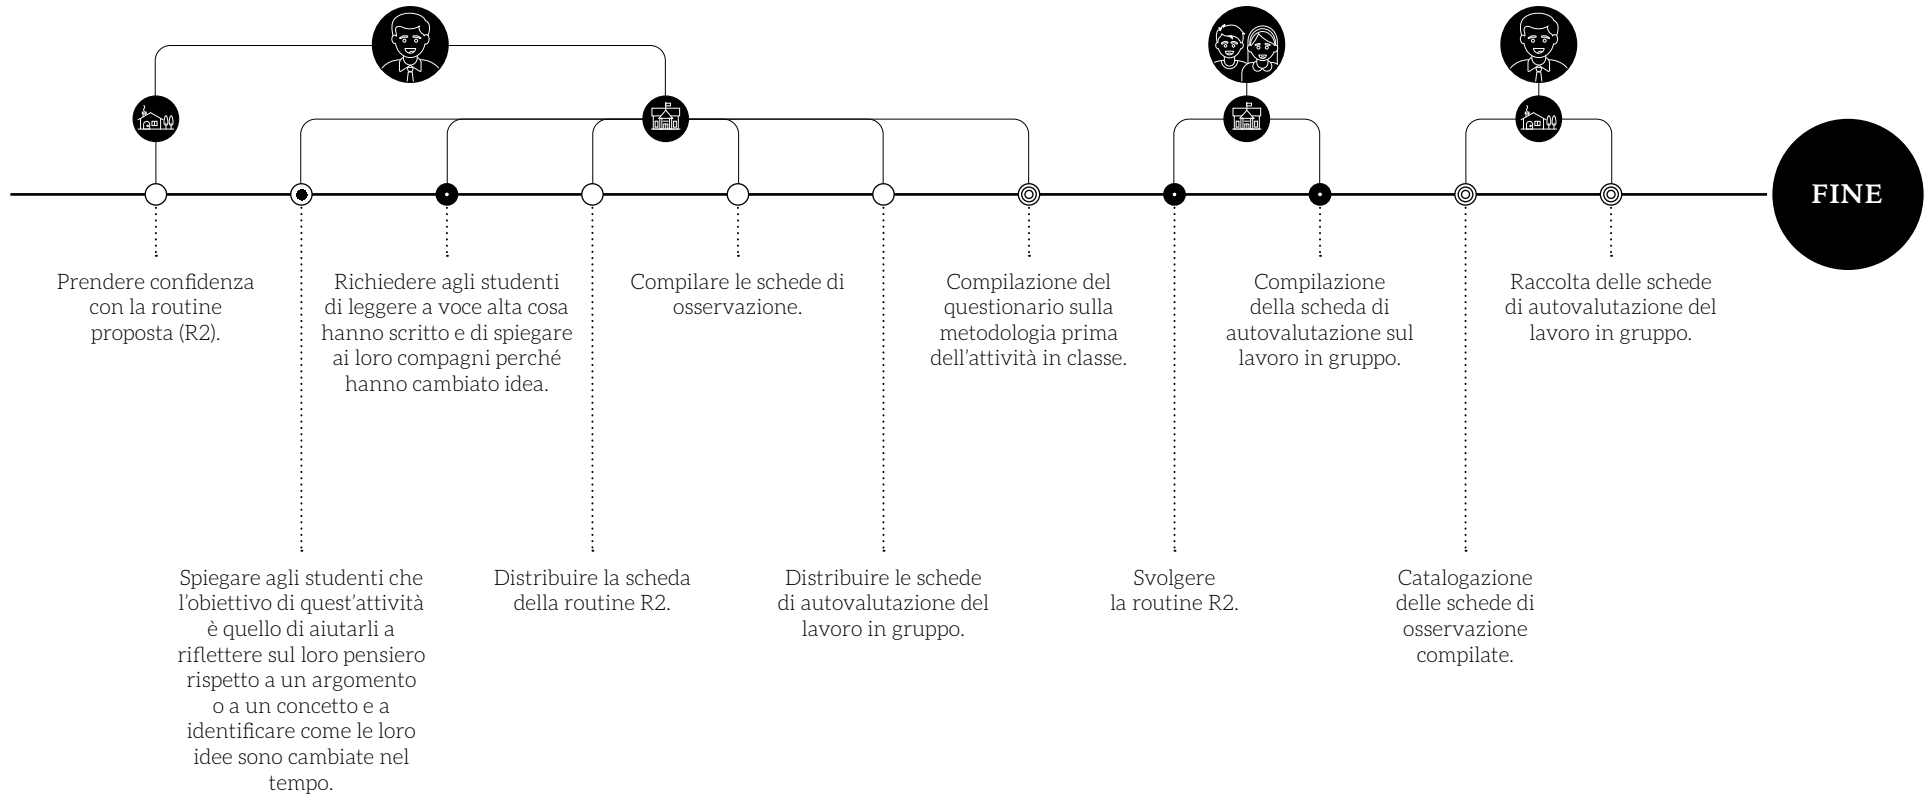 FINE
Prendere confidenza
con la routine
proposta (R2).
Richiedere agli studenti
di leggere a voce alta cosa
hanno scritto e di spiegare
ai loro compagni perché
hanno cambiato idea.
Compilare le schede di
osservazione.
Compilazione del
questionario sulla
metodologia prima
dell'attività in classe.
Compilazione
della scheda di
autovalutazione sul
lavoro in gruppo.
Raccolta delle schede
di autovalutazione del
lavoro in gruppo.
Spiegare agli studenti che
l'obiettivo di quest'attività
è quello di aiutarli a
riflettere sul loro pensiero
rispetto a un argomento
o a un concetto e a
identificare come le loro
idee sono cambiate nel
tempo.
Distribuire la scheda
della routine R2.
Distribuire le schede
di autovalutazione del
lavoro in gruppo.
Svolgere
la routine R2.
Catalogazione
delle schede di
osservazione
compilate.